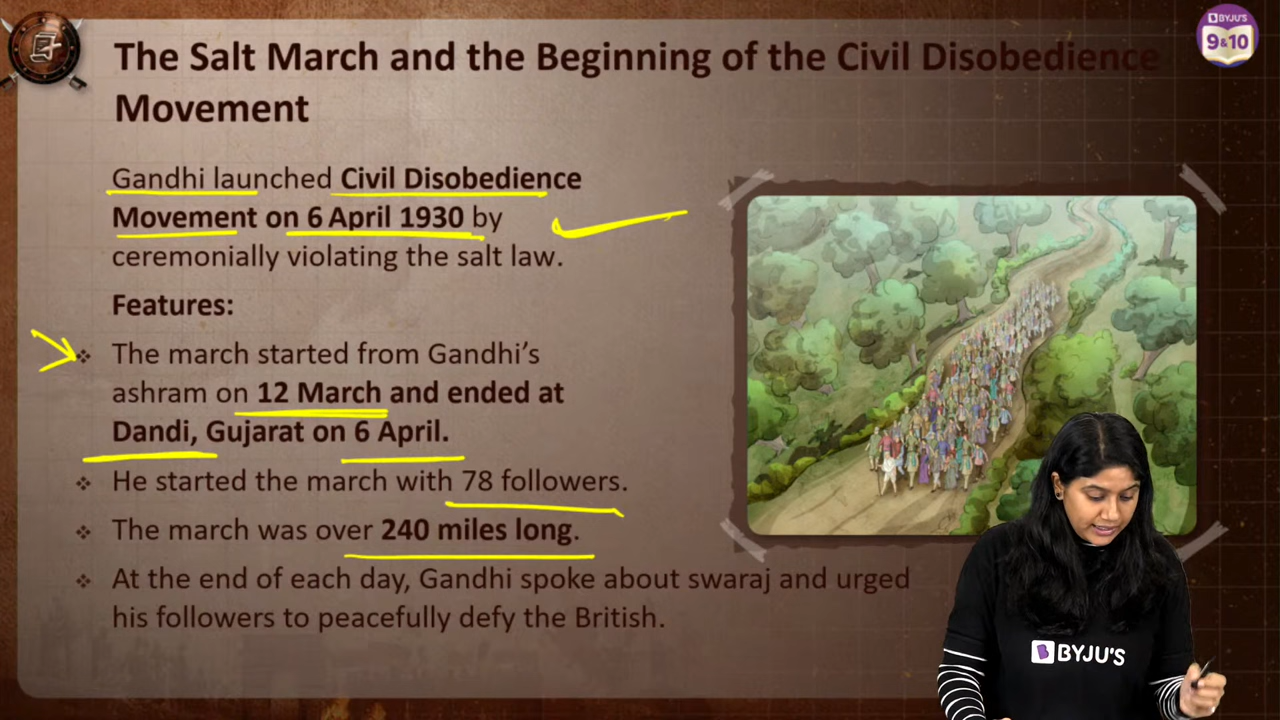 The Salt March and the Beginning of the Civil Disobedience
Movement
BYJU'S
9&10
Gandhi launched Civil Disobedience
Movement on 6 April 1930 by
ceremonially violating the salt law.
Features:
❖ The march started from Gandhi’s
ashram on 12 March and ended at
Dandi, Gujarat on 6 April.
❖ He started the march with 78 followers.
❖ The march was over 240 miles long.
❖ At the end of each day, Gandhi spoke about swaraj and urged
his followers to peacefully defy the British.
BYJU'S